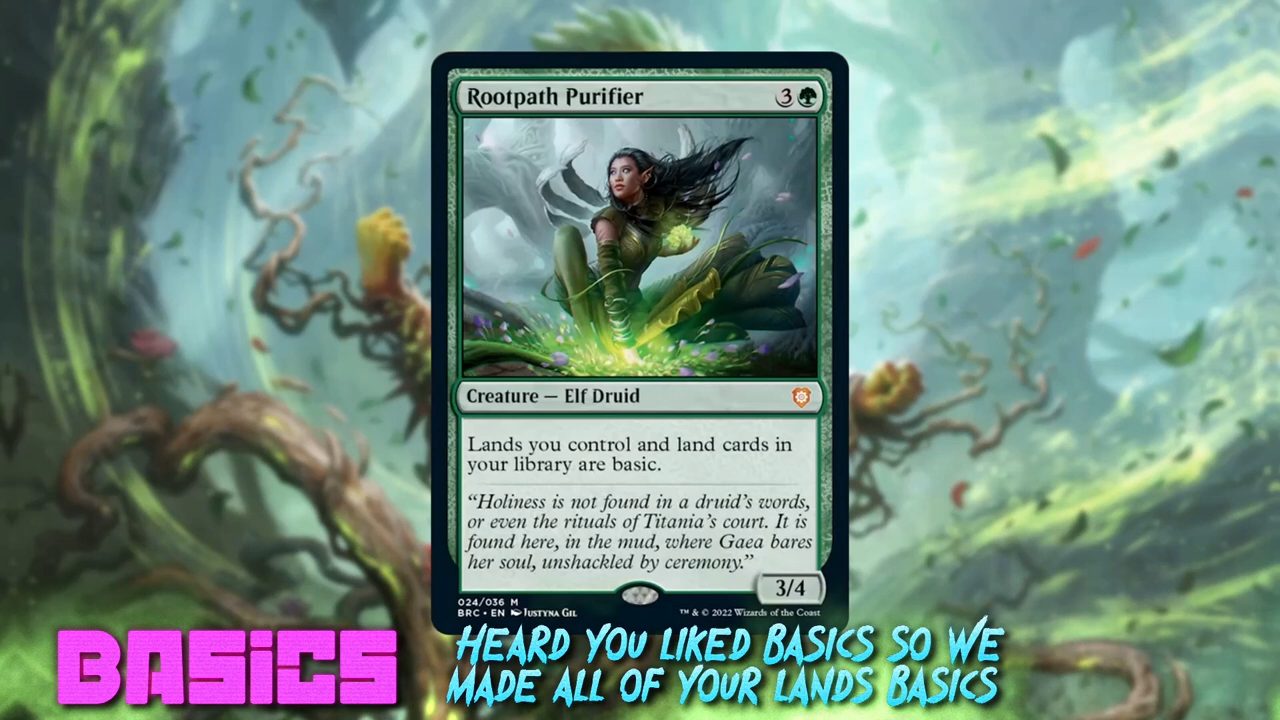 Rootpath Purifier
3
Creature — Elf Druid
Lands you control and land cards in
your library are basic.
“Holiness is not found in a druid’s words,
or even the rituals of Titania’s court. It is
found here, in the mud, where Gaea bares
her soul, unshackled by ceremony.”
3/4
024/036 M
BRC • EN Justyna Gil
™ & © 2022 Wizards of the Coast
BASiCS
HEARD YOU LIKED BASICS SO WE
MADE ALL OF YOUR LANDS BASICS